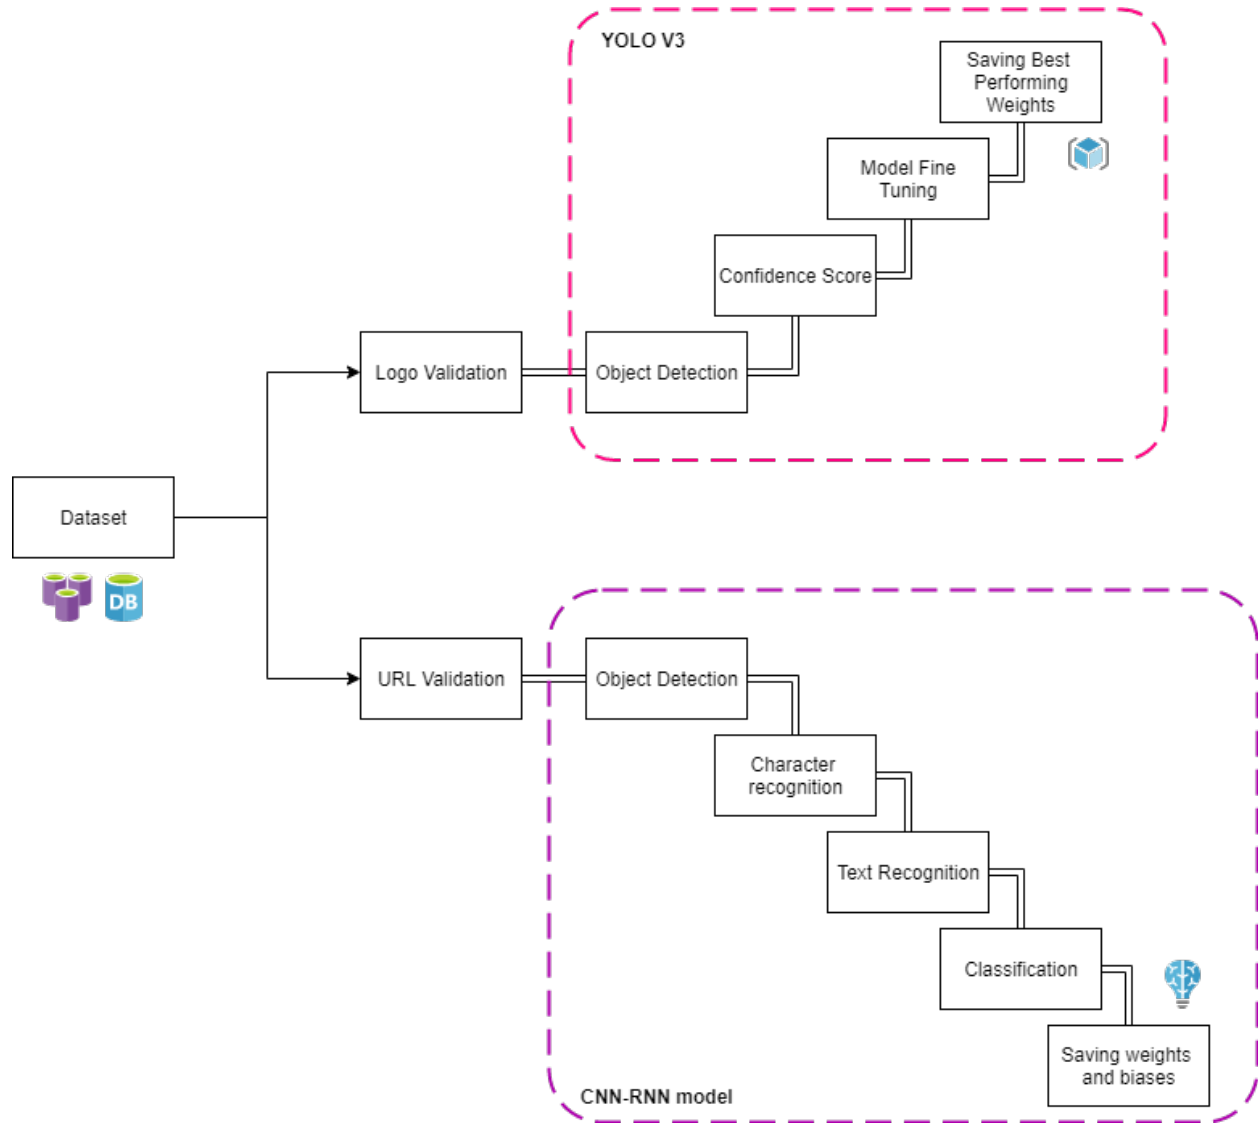 YOLO V3
Saving Best
Performing
Weights
Model Fine
Tuning
Confidence Score
Logo Validation
Object Detection
Dataset
DB
URL Validation
Object Detection
Character
recognition
Text Recognition
Classification
Saving weights
and biases
CNN-RNN model